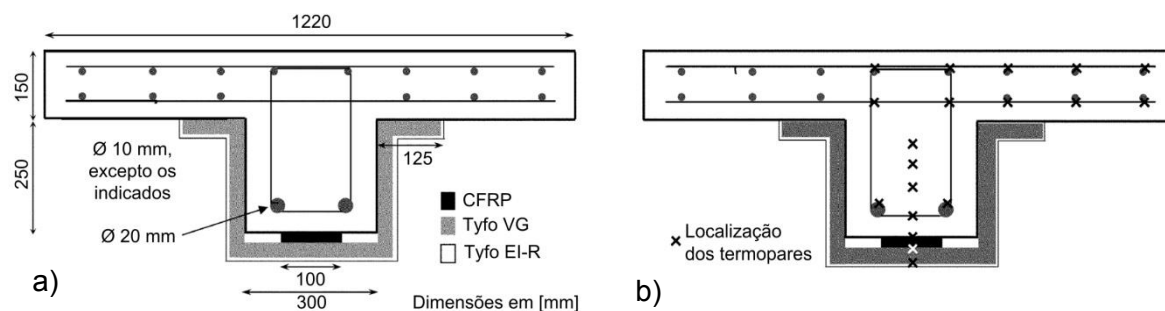 1220
150
250
Ø 10 mm,
excepto os
indicados
125
CFRP
Tyfo VG
Tyfo EI-R
Ø 20 mm
100
300
Dimensões em [mm]
a)
Localização
dos termopares
b)